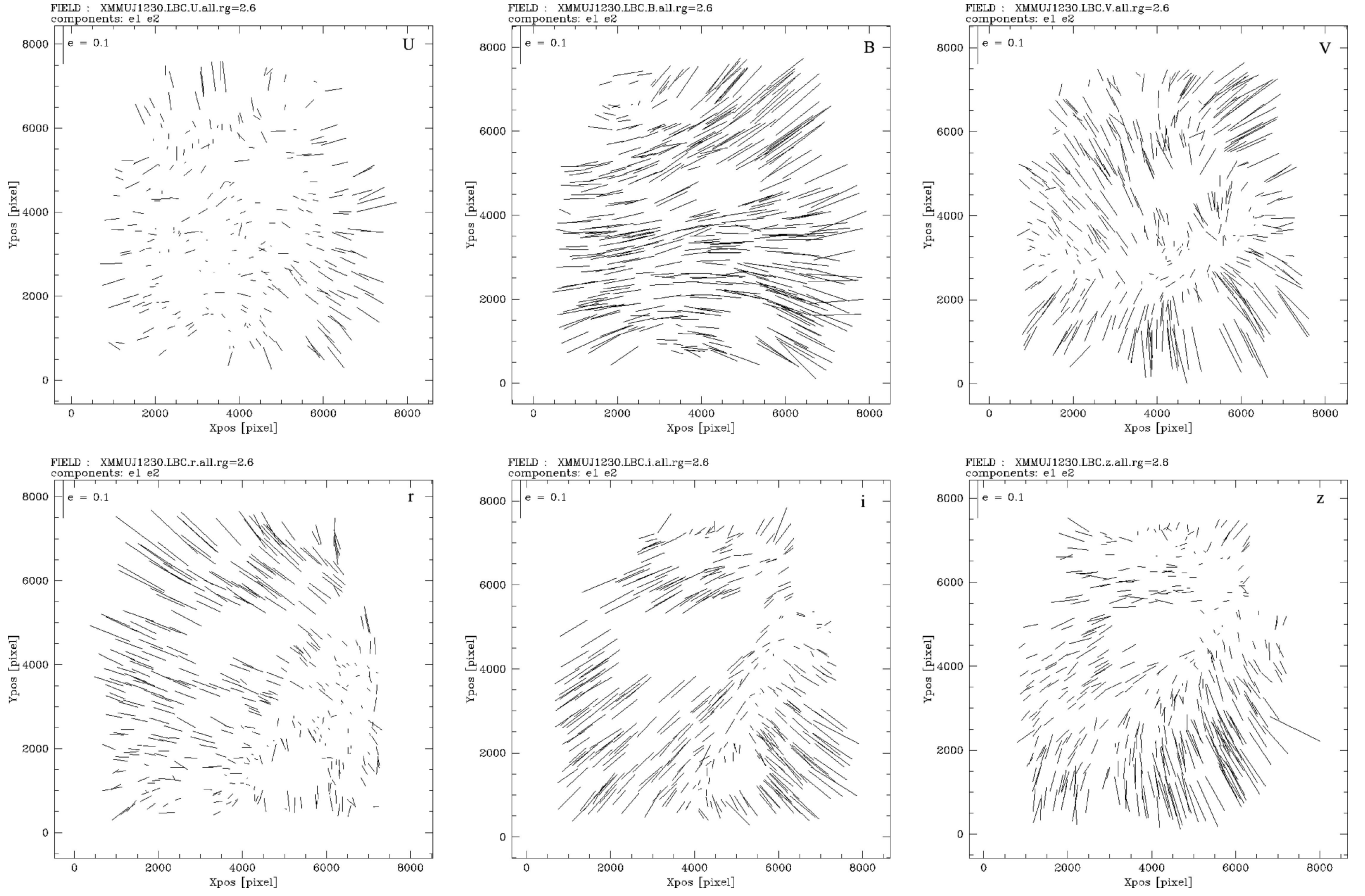 FIELD : XMMUJ1230.LBC.U.all.rg=2.6
components: e1 e2
e = 0.1
U
8000
6000
4000
2000
0
Ypos [pixel]
0 2000 4000 6000 8000
Xpos [pixel]
FIELD : XMMUJ1230.LBC.B.all.rg=2.6
components: e1 e2
e = 0.1
B
8000
6000
4000
2000
0
Ypos [pixel]
0 2000 4000 6000 8000
Xpos [pixel]
FIELD : XMMUJ1230.LBC.V.all.rg=2.6
components: e1 e2
e = 0.1
V
8000
6000
4000
2000
0
Ypos [pixel]
0 2000 4000 6000 8000
Xpos [pixel]
FIELD : XMMUJ1230.LBC.r.all.rg=2.6
components: e1 e2
e = 0.1
r
8000
6000
4000
2000
0
Ypos [pixel]
0 2000 4000 6000 8000
Xpos [pixel]
FIELD : XMMUJ1230.LBC.i.all.rg=2.6
components: e1 e2
e = 0.1
i
8000
6000
4000
2000
0
Ypos [pixel]
0 2000 4000 6000 8000
Xpos [pixel]
FIELD : XMMUJ1230.LBC.z.all.rg=2.6
components: e1 e2
e = 0.1
z
8000
6000
4000
2000
0
Ypos [pixel]
0 2000 4000 6000 8000
Xpos [pixel]